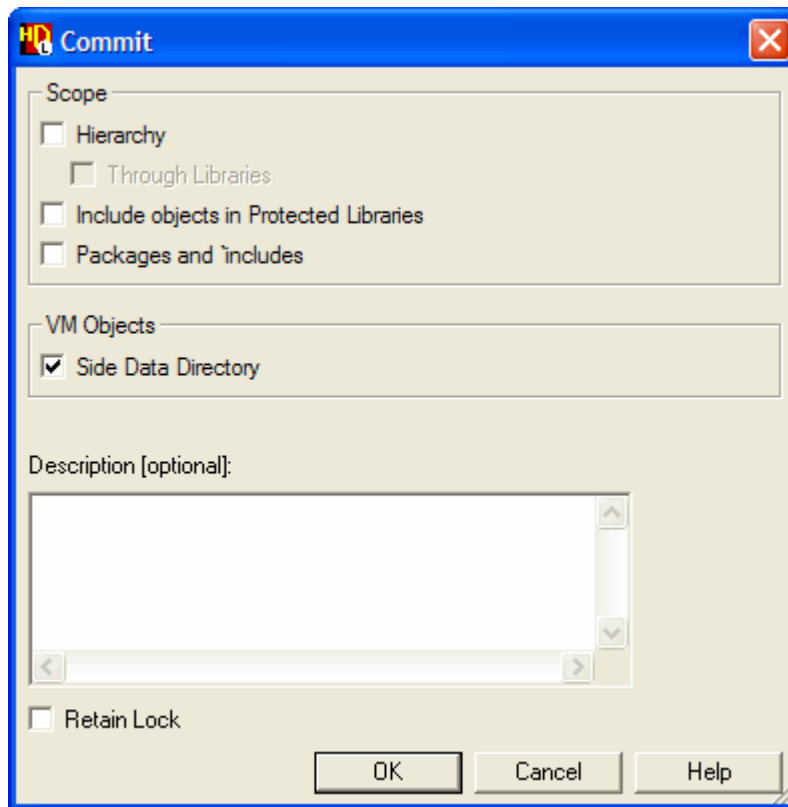 HDL Commit
Scope
Hierarchy
Through Libraries
Include objects in Protected Libraries
Packages and `includes
VM Objects
Side Data Directory
Description [optional]:
Retain Lock
OK Cancel Help